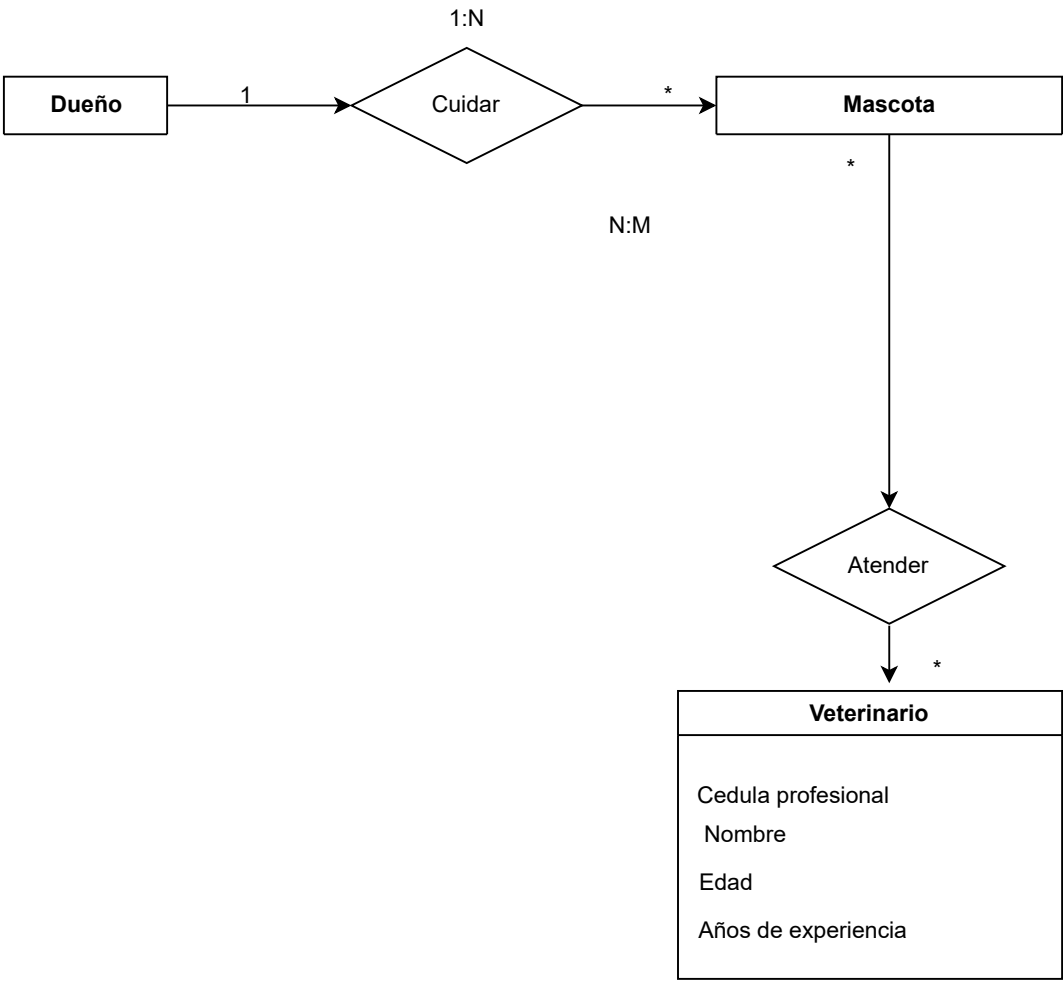 1:N
Dueño
1
Cuidar
*
Mascota
*
N:M
Atender
*
Veterinario
Cedula profesional
Nombre
Edad
Años de experiencia